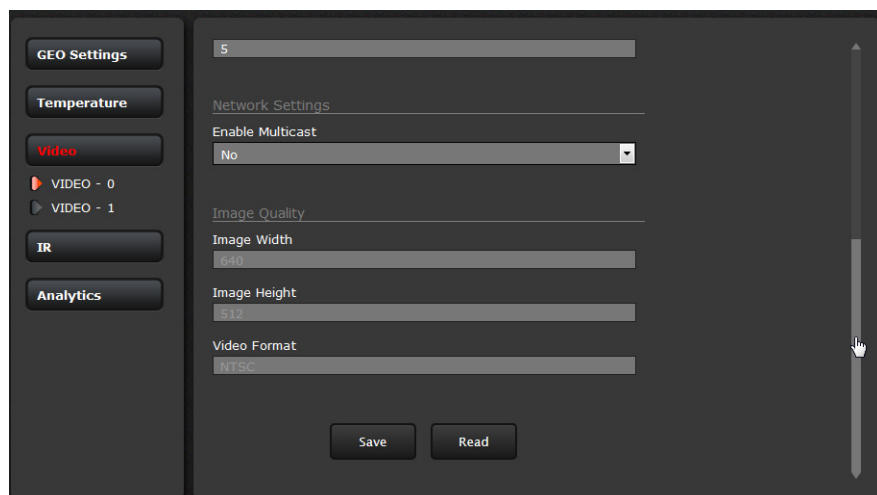 GEO Settings
Temperature
Video
VIDEO - 0
VIDEO - 1
IR
Analytics
5
Network Settings
Enable Multicast
No
Image Quality
Image Width
640
Image Height
512
Video Format
NTSC
Save
Read